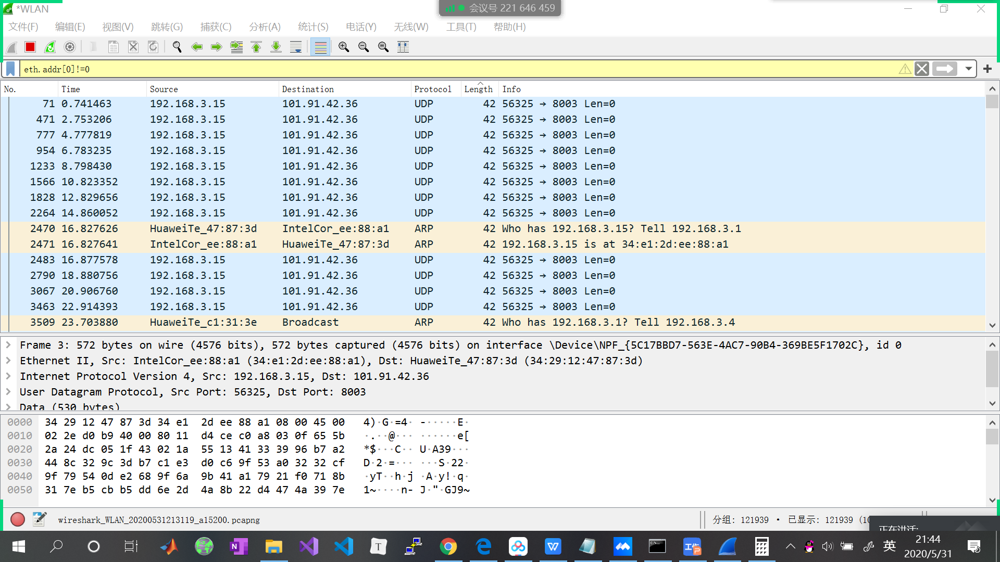 *WLAN
会议号 221 646 459
文件(F) 编辑(E) 视图(V) 跳转(G) 捕获(C) 分析(A) 统计(S) 电话(Y) 无线(W) 工具(T) 帮助(H)
eth.addr[0]!=0
No. Time Source Destination Protocol Length Info
71 0.741463 192.168.3.15 101.91.42.36 UDP 42 56325 → 8003 Len=0
471 2.753206 192.168.3.15 101.91.42.36 UDP 42 56325 → 8003 Len=0
777 4.777819 192.168.3.15 101.91.42.36 UDP 42 56325 → 8003 Len=0
954 6.783235 192.168.3.15 101.91.42.36 UDP 42 56325 → 8003 Len=0
1233 8.798430 192.168.3.15 101.91.42.36 UDP 42 56325 → 8003 Len=0
1566 10.823352 192.168.3.15 101.91.42.36 UDP 42 56325 → 8003 Len=0
1828 12.829656 192.168.3.15 101.91.42.36 UDP 42 56325 → 8003 Len=0
2264 14.860052 192.168.3.15 101.91.42.36 UDP 42 56325 → 8003 Len=0
2470 16.827626 HuaweiTe_47:87:3d IntelCor_ee:88:a1 ARP 42 Who has 192.168.3.15? Tell 192.168.3.1
2471 16.827641 IntelCor_ee:88:a1 HuaweiTe_47:87:3d ARP 42 192.168.3.15 is at 34:e1:2d:ee:88:a1
2483 16.877578 192.168.3.15 101.91.42.36 UDP 42 56325 → 8003 Len=0
2790 18.880756 192.168.3.15 101.91.42.36 UDP 42 56325 → 8003 Len=0
3067 20.906760 192.168.3.15 101.91.42.36 UDP 42 56325 → 8003 Len=0
3463 22.914393 192.168.3.15 101.91.42.36 UDP 42 56325 → 8003 Len=0
3509 23.703880 HuaweiTe_c1:31:3e Broadcast ARP 42 Who has 192.168.3.1? Tell 192.168.3.4
Frame 3: 572 bytes on wire (4576 bits), 572 bytes captured (4576 bits) on interface \Device\NPF_{5C17BBD7-563E-4AC7-90B4-369BE5F1702C}, id 0
Ethernet II, Src: IntelCor_ee:88:a1 (34:e1:2d:ee:88:a1), Dst: HuaweiTe_47:87:3d (34:29:12:47:87:3d)
Internet Protocol Version 4, Src: 192.168.3.15, Dst: 101.91.42.36
User Datagram Protocol, Src Port: 56325, Dst Port: 8003
Data (530 bytes)
0000 34 29 12 47 87 3d 34 e1 2d ee 88 a1 08 00 45 00 4)·G·=4· -·····E·
0010 02 2e d0 b9 40 00 80 11 d4 ce c0 a8 03 0f 65 5b ·.··@··· ······e[
0020 2a 24 dc 05 1f 43 02 1a 55 13 41 33 39 96 b7 a2 *$···C·· U·A39···
0030 44 8c 32 9c 3d b7 c1 e3 d0 c6 9f 53 a0 32 32 cf D·2·=··· ···S·22·
0040 9f 79 54 0d e2 68 9f 6a 9b 41 a1 79 21 f0 71 8b ·yT··h·j ·A·y!·q·
0050 31 7e b5 cb b5 dd 6e 2d 4a 8b 22 d4 47 4a 39 7e 1~····n- J·"·GJ9~
wireshark_WLAN_20200531213119_a15200.pcapng
分组: 121939 · 已显示: 121939 (10
正在讲话:
英
21:44
2020/5/31